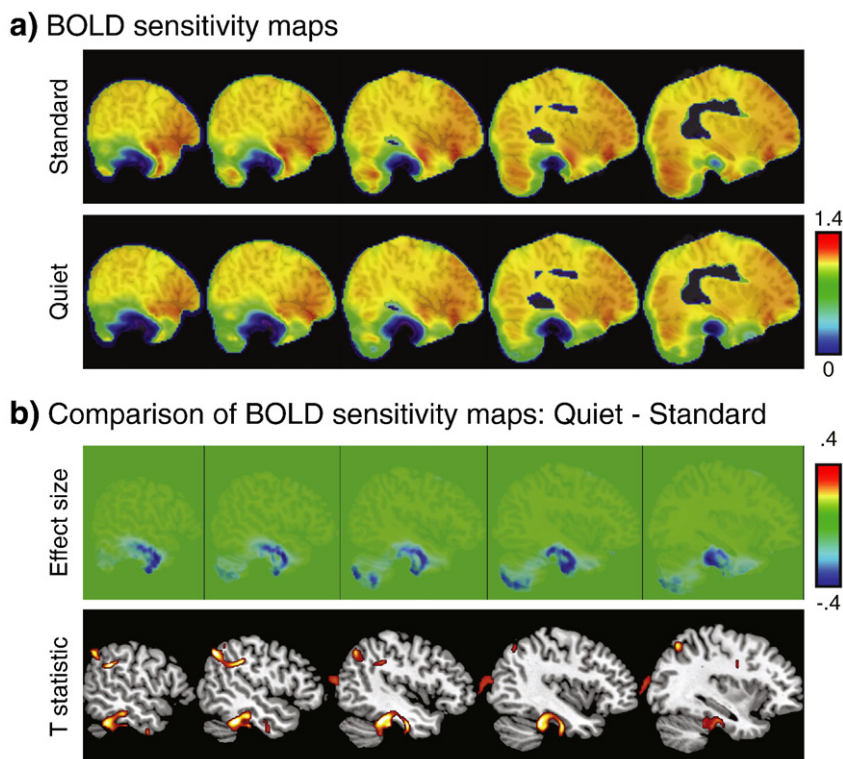 a) BOLD sensitivity maps
Standard
Quiet
1.4
0
b) Comparison of BOLD sensitivity maps: Quiet - Standard
Effect size
.4
-.4
T statistic